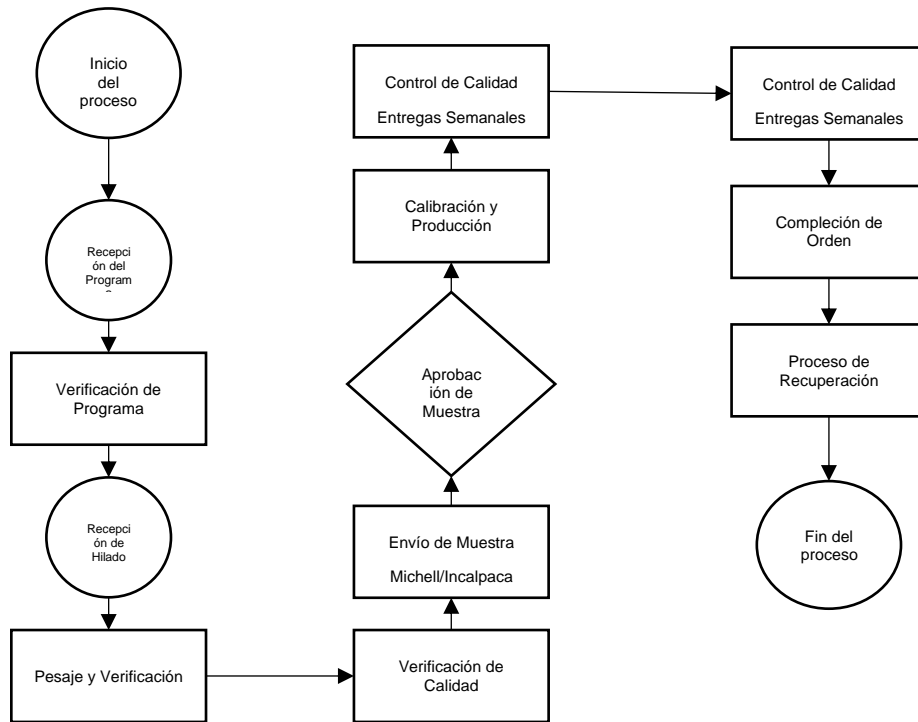 Inicio
del
proceso
Recepci
ón del
Program
Verificación de
Programa
Recepci
ón de
Hilado
Pesaje y Verificación
Verificación de
Calidad
Envío de Muestra
Michell/Incalpaca
Aprobac
ión de
Muestra
Calibración y
Producción
Control de Calidad
Entregas Semanales
Control de Calidad
Entregas Semanales
Compleción de
Orden
Proceso de
Recuperación
Fin del
proceso